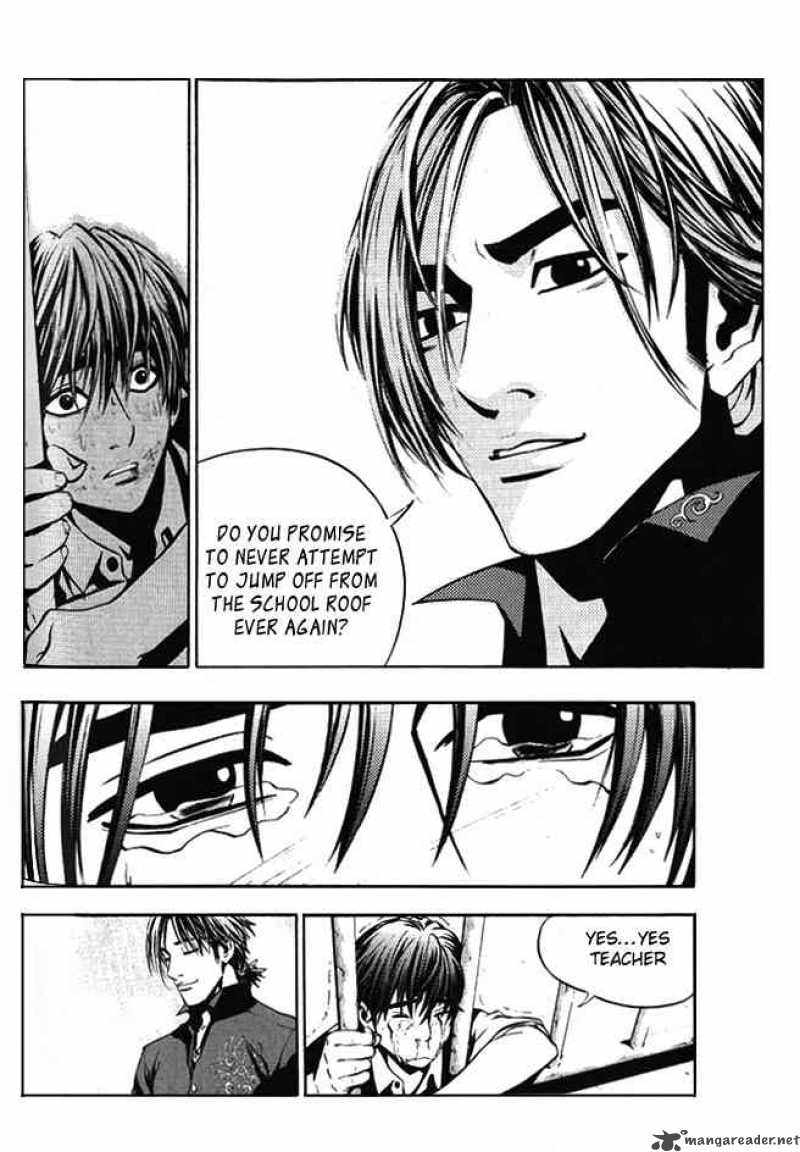 DO YOU PROMISE
TO NEVER ATTEMPT
TO JUMP OFF FROM
THE SCHOOL ROOF
EVER AGAIN?
YES...YES
TEACHER
mangareader.net